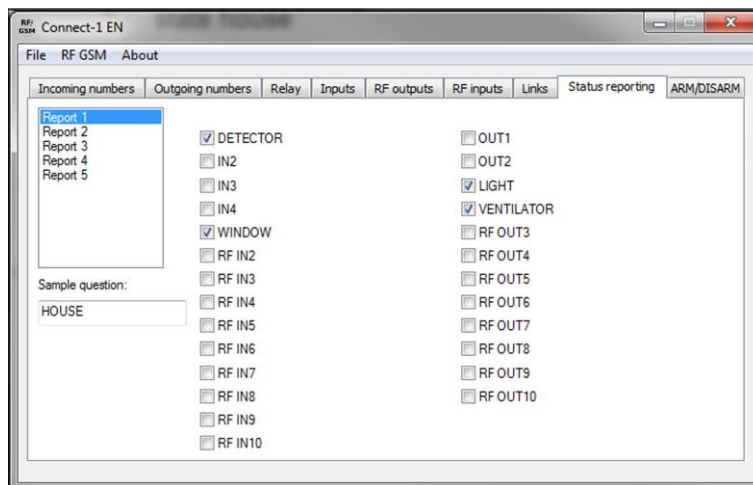 state house
RF/
GSM Connect-1 EN
File RF GSM About
Incoming numbers Outgoing numbers Relay Inputs RF outputs RF inputs Links Status reporting ARM/DISARM
Report 1
Report 2
Report 3
Report 4
Report 5
Sample question:
HOUSE
DETECTOR
IN2
IN3
IN4
WINDOW
RF IN2
RF IN3
RF IN4
RF IN5
RF IN6
RF IN7
RF IN8
RF IN9
RF IN10
OUT1
OUT2
LIGHT
VENTILATOR
RF OUT3
RF OUT4
RF OUT5
RF OUT6
RF OUT7
RF OUT8
RF OUT9
RF OUT10